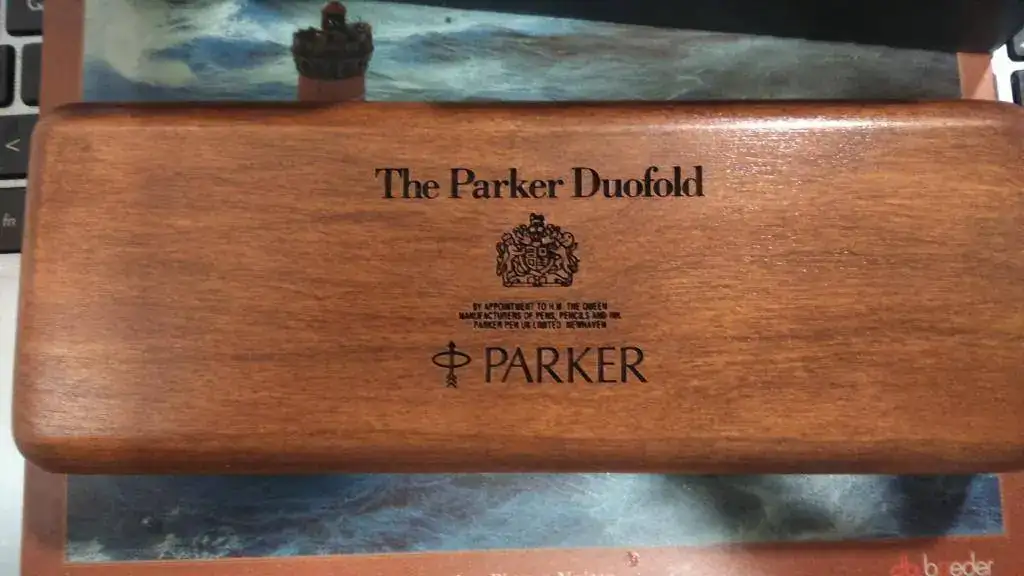 Q
<
fn
The Parker Duofold
BY APPOINTMENT TO H.M. THE QUEEN
MANUFACTURERS OF PENS, PENCILS AND INK
PARKER PEN UK LIMITED NEWHAVEN
PARKER